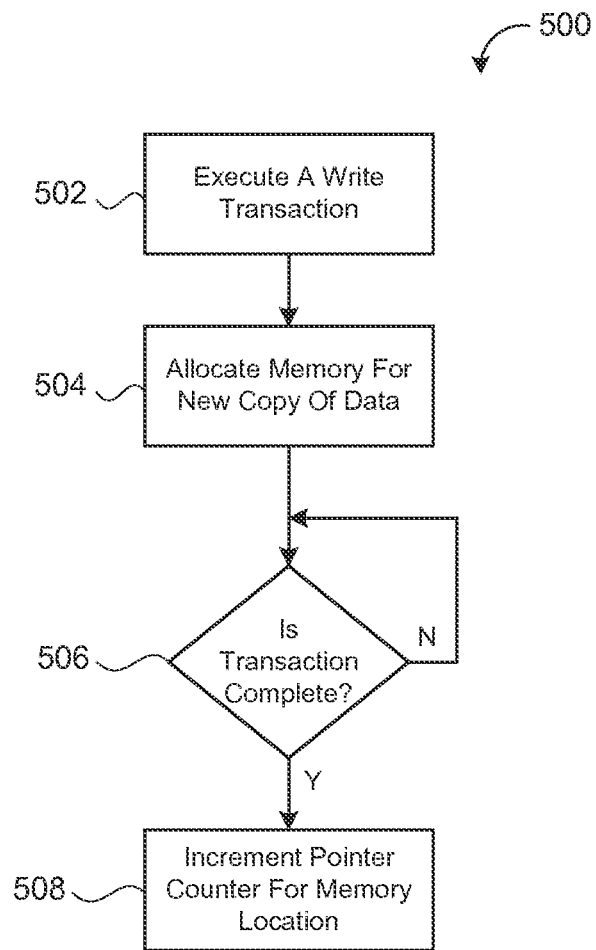 500
502
Execute A Write
Transaction
504
Allocate Memory For
New Copy Of Data
506
Is
Transaction
Complete?
N
Y
508
Increment Pointer
Counter For Memory
Location